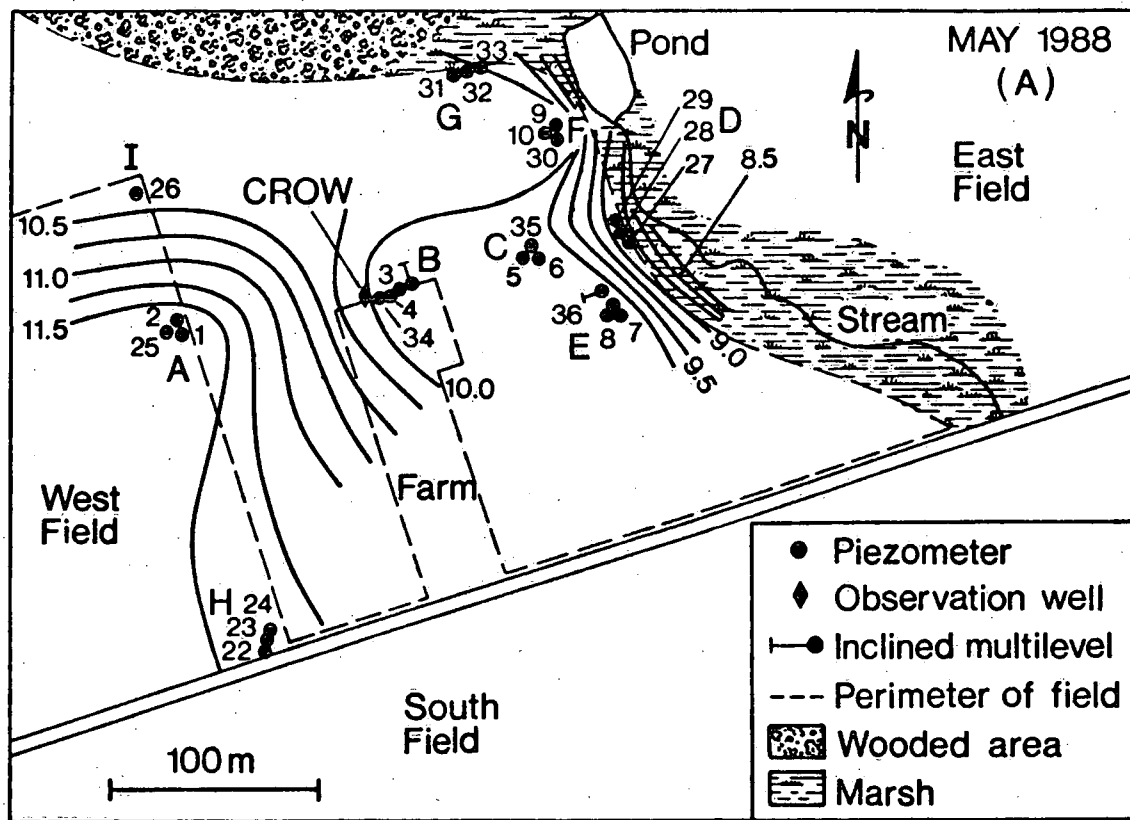 MAY 1988
(A)
Pond
33
31
32
G
9
10
F
30
29
28
D
27
8.5
N
East
Field
I
26
CROW
10.5
11.0
11.5
2
25
1
A
3
B
4
34
35
C
5
6
36
8
7
E
Stream
9.0
9.5
10.0
West
Field
Farm
H
24
23
22
South
Field
100 m
Piezometer
Observation well
Inclined multilevel
Perimeter of field
Wooded area
Marsh